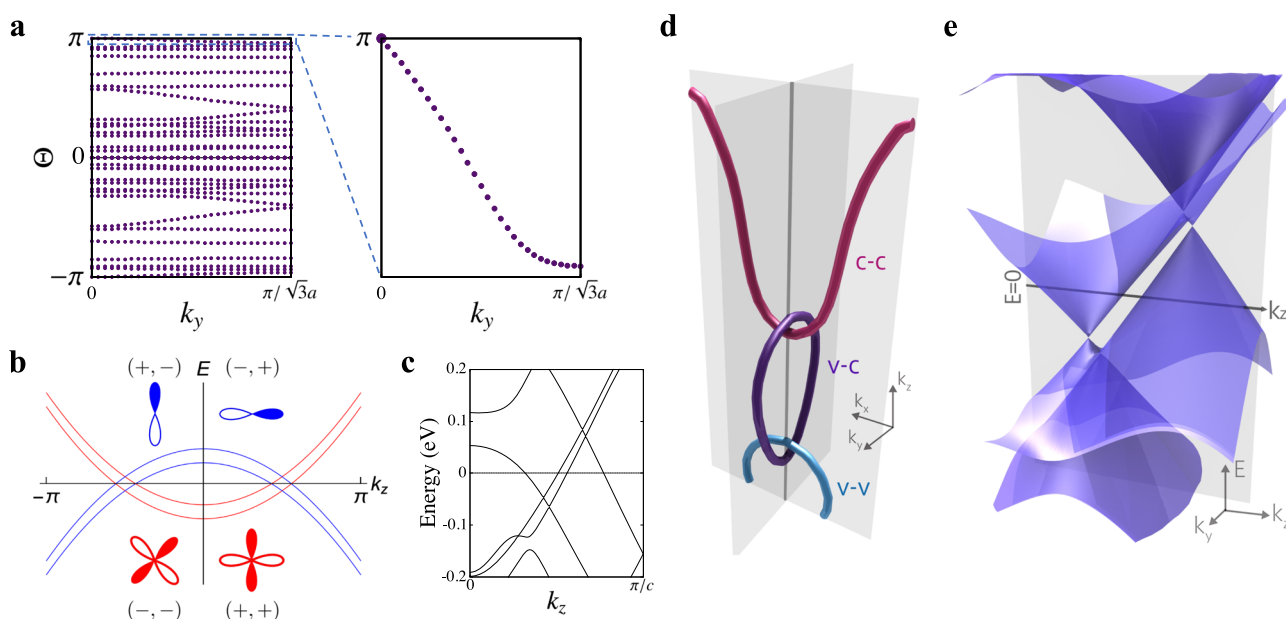 a
π
Θ
0
−π
0
π/√3a
k_y
π
0
π/√3a
k_y
b
(+, −)
E
(−, +)
−π
π
k_z
(−, −)
(+, +)
c
Energy (eV)
0.2
0.1
0
-0.1
-0.2
0
π/c
k_z
d
C-C
V-C
V-V
k_z
k_x
k_y
e
E=0
k_z
E
k_y
k_z